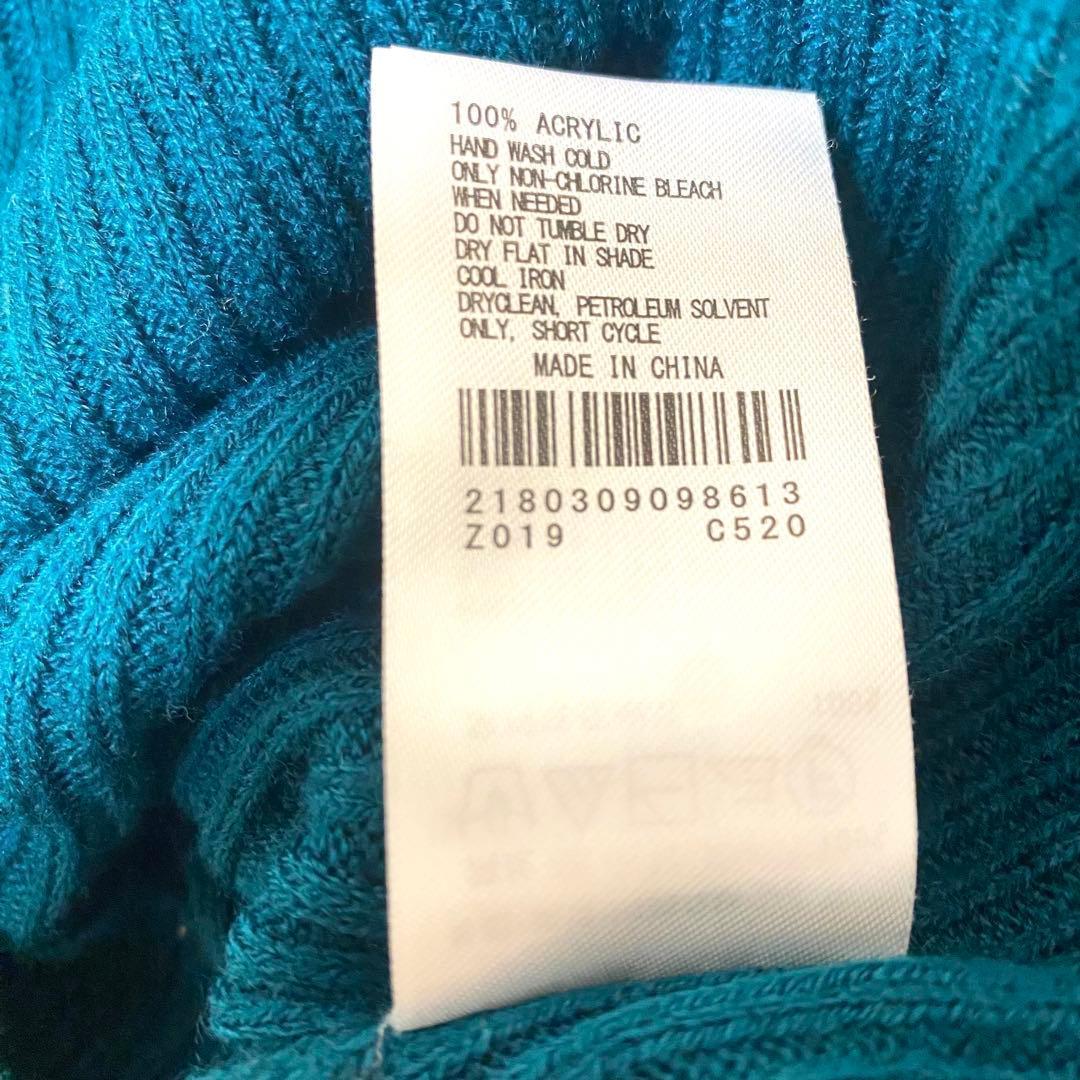 100% ACRYLIC
HAND WASH COLD
ONLY NON-CHLORINE BLEACH
WHEN NEEDED
DO NOT TUMBLE DRY
DRY FLAT IN SHADE
COOL IRON
DRYCLEAN, PETROLEUM SOLVENT
ONLY, SHORT CYCLE
MADE IN CHINA
2180309098613
Z019 C520